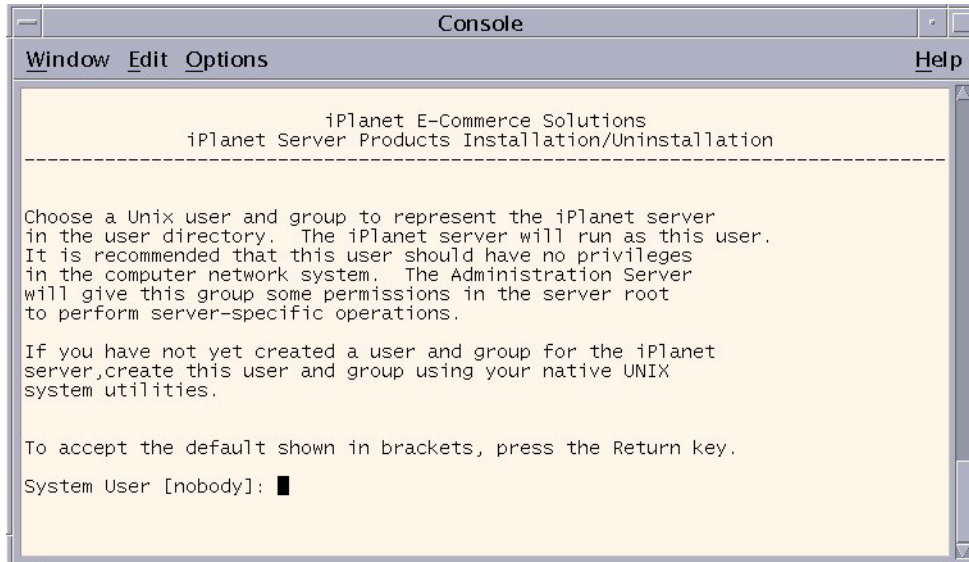 Console
Window Edit Options Help
iPlanet E-Commerce Solutions
iPlanet Server Products Installation/Uninstallation
--------------------------------------------------------------------------------
Choose a Unix user and group to represent the iPlanet server
in the user directory.  The iPlanet server will run as this user.
It is recommended that this user should have no privileges
in the computer network system.  The Administration Server
will give this group some permissions in the server root
to perform server-specific operations.
If you have not yet created a user and group for the iPlanet
server,create this user and group using your native UNIX
system utilities.
To accept the default shown in brackets, press the Return key.
System User [nobody]: